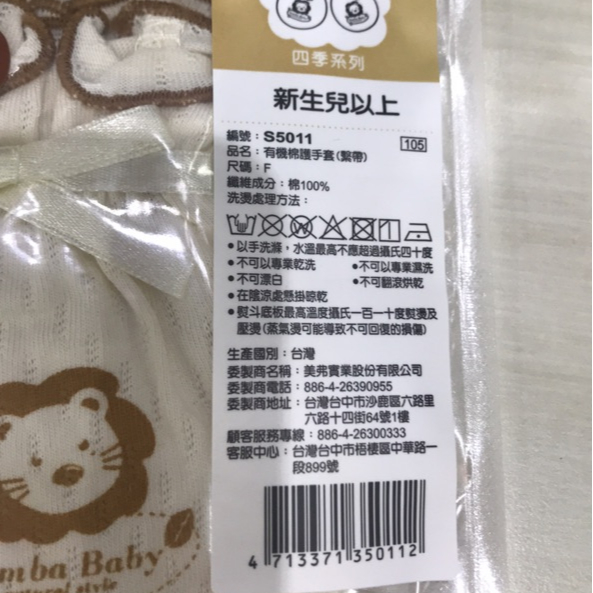 四季系列
新生兒以上
編號：S5011
105
品名：有機棉護手套(繫帶)
尺碼：F
纖維成分：棉100%
洗燙處理方法：
•以手洗滌，水溫最高不應超過攝氏四十度
•不可以專業乾洗 •不可以專業濕洗
•不可漂白 •不可翻滾烘乾
•在陰涼處懸掛晾乾
•熨斗底板最高溫度攝氏一百一十度熨燙及
壓燙(蒸氣燙可能導致不可回復的損傷)
生產國別：台灣
委製商名稱：美弗實業股份有限公司
委製商電話：886-4-26390955
委製商地址：台灣台中市沙鹿區六路里
六路十四街64號1樓
顧客服務專線：886-4-26300333
客服中心：台灣台中市梧棲區中華路一
段899號
4 713371 350112
mba Baby
tural style